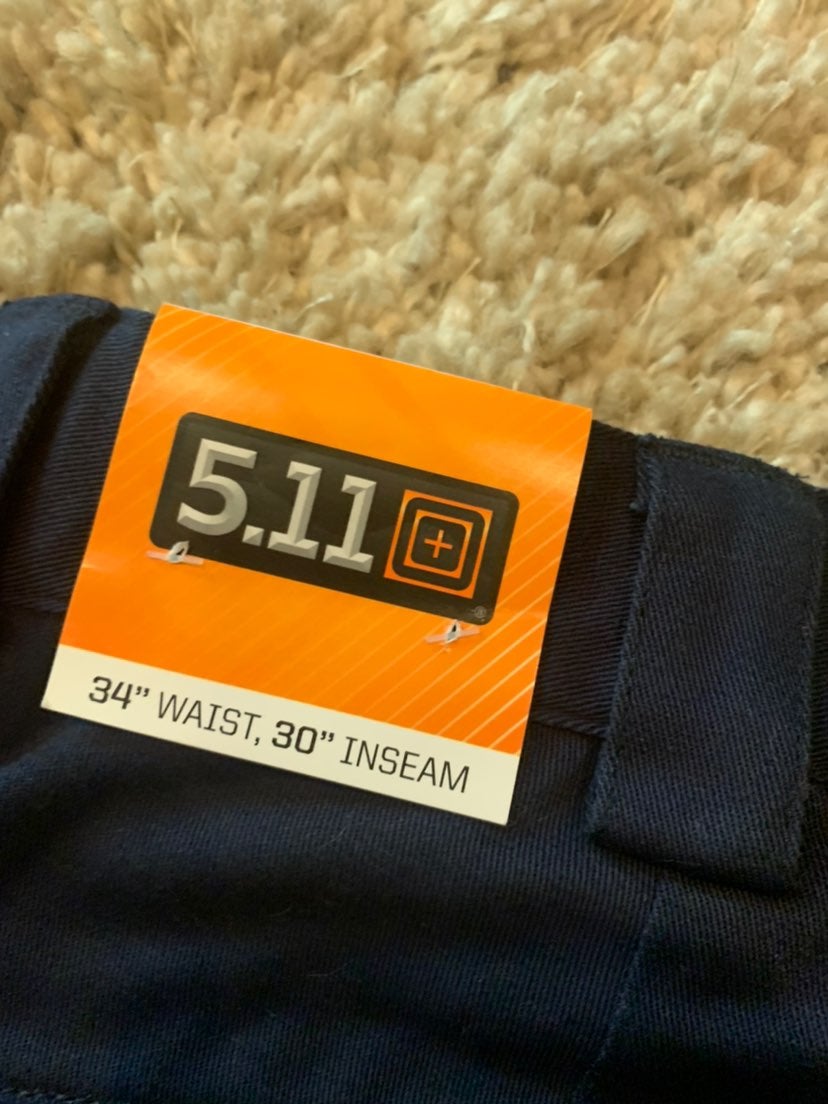 5.11
®
34” WAIST, 30” INSEAM